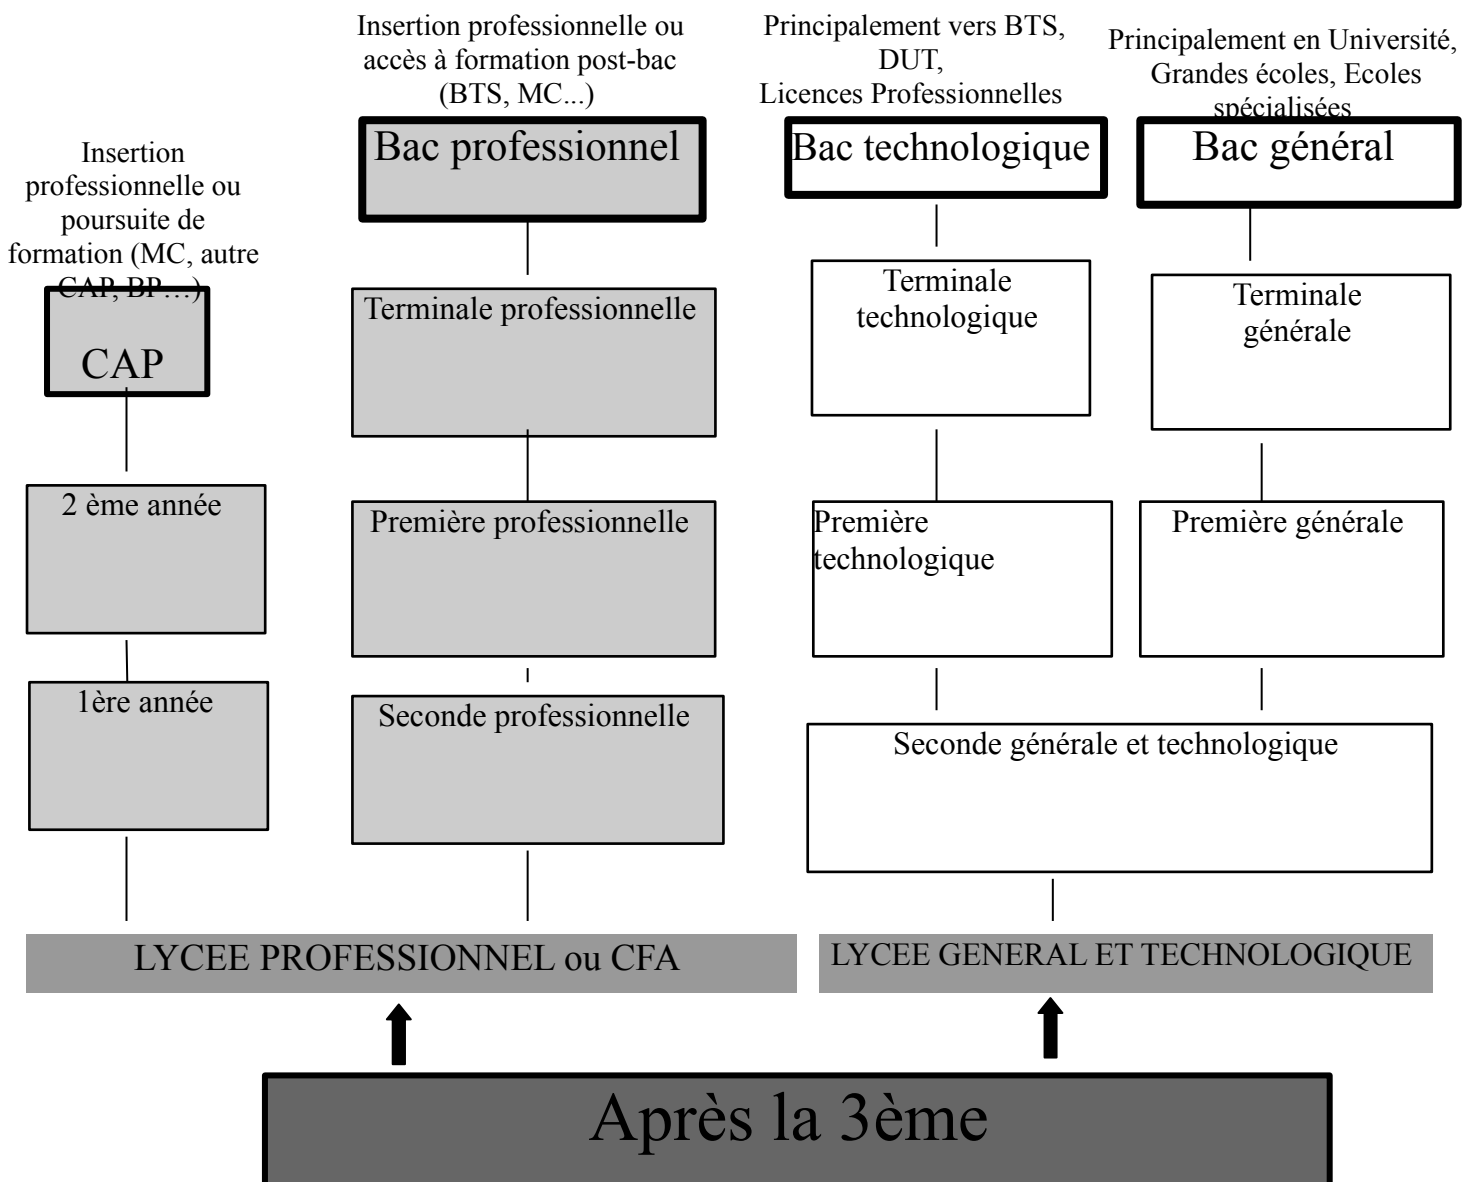 Insertion professionnelle ou
accès à formation post-bac
(BTS, MC...)
Principalement vers BTS,
DUT,
Licences Professionnelles
Principalement en Université,
Grandes écoles, Ecoles
spécialisées
Insertion
professionnelle ou
poursuite de
formation (MC, autre
CAP, BP…)
Bac professionnel
Bac technologique
Bac général
CAP
Terminale professionnelle
Terminale
technologique
Terminale
générale
2 ème année
Première professionnelle
Première
technologique
Première générale
1ère année
Seconde professionnelle
Seconde générale et technologique
LYCEE PROFESSIONNEL ou CFA
LYCEE GENERAL ET TECHNOLOGIQUE
Après la 3ème